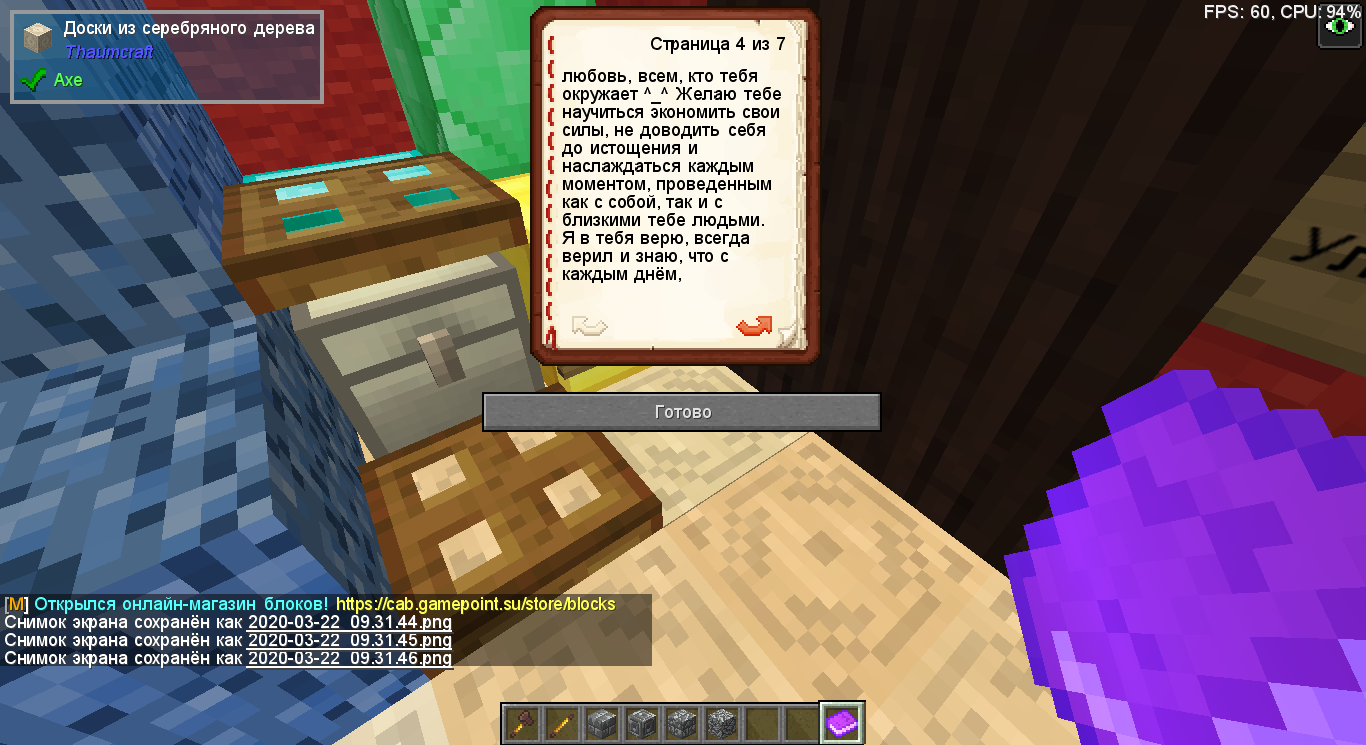 FPS: 60, CPU: 94%
Доски из серебряного дерева
Thaumcraft
Axe
Страница 4 из 7
любовь, всем, кто тебя
окружает ^_^ Желаю тебе
научиться экономить свои
силы, не доводить себя
до истощения и
наслаждаться каждым
моментом, проведенным
как с собой, так и с
близкими тебе людьми.
Я в тебя верю, всегда
верил и знаю, что с
каждым днём,
Готово
[М] Открылся онлайн-магазин блоков! https://cab.gamepoint.su/store/blocks
Снимок экрана сохранён как 2020-03-22_09.31.44.png
Снимок экрана сохранён как 2020-03-22_09.31.45.png
Снимок экрана сохранён как 2020-03-22_09.31.46.png